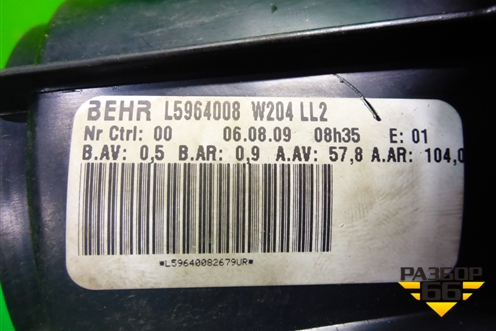 BEHR L5964008 W204 LL2
Nr Ctrl: 00 06.08.09 08h35 E: 01
B.AV: 0,5 B.AR: 0,9 A.AV: 57,8 A.AR: 104,0
*L59640082679UR*
РАЗБОР
66